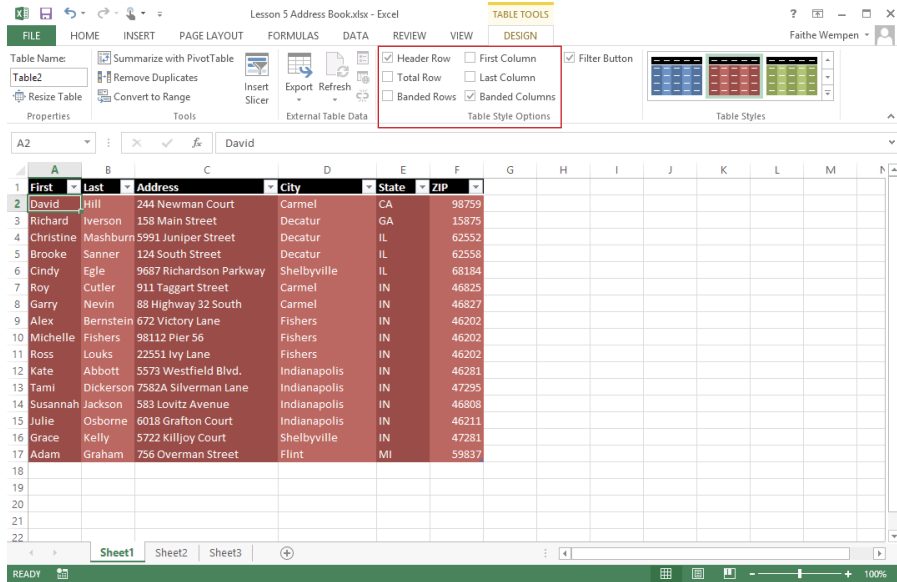 Lesson 5 Address Book.xlsx - Excel
TABLE TOOLS
?
FILE HOME INSERT PAGE LAYOUT FORMULAS DATA REVIEW VIEW DESIGN
Faithe Wempen
Table Name:
Table2
Resize Table
Properties
Summarize with PivotTable
Remove Duplicates
Convert to Range
Insert Slicer
Tools
Export Refresh
External Table Data
Header Row First Column
Total Row Last Column
Banded Rows Banded Columns
Table Style Options
Filter Button
Table Styles
A2 fx David
A B C D E F G H I J K L M N
1 First Last Address City State ZIP
2 David Hill 244 Newman Court Carmel CA 98759
3 Richard Iverson 158 Main Street Decatur GA 15875
4 Christine Mashburn 5991 Juniper Street Decatur IL 62552
5 Brooke Sanner 124 South Street Decatur IL 62558
6 Cindy Egle 9687 Richardson Parkway Shelbyville IL 68184
7 Roy Cutler 911 Taggart Street Carmel IN 46825
8 Garry Nevin 88 Highway 32 South Carmel IN 46827
9 Alex Bernstein 672 Victory Lane Fishers IN 46202
10 Michelle Fishers 98112 Pier 56 Fishers IN 46202
11 Ross Louks 22551 Ivy Lane Fishers IN 46202
12 Kate Abbott 5573 Westfield Blvd. Indianapolis IN 46281
13 Tami Dickerson 7582A Silverman Lane Indianapolis IN 47295
14 Susannah Jackson 583 Lovitz Avenue Indianapolis IN 46808
15 Julie Osborne 6018 Grafton Court Indianapolis IN 46211
16 Grace Kelly 5722 Killjoy Court Shelbyville IN 47281
17 Adam Graham 756 Overman Street Flint MI 59837
18
19
20
21
22
Sheet1 Sheet2 Sheet3
READY
100%